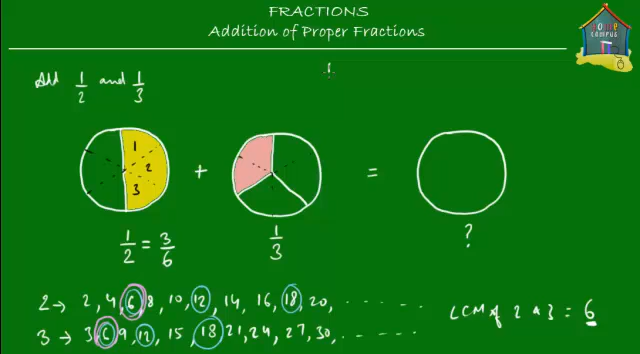 FRACTIONS
Addition of Proper Fractions
HOME CAMPUS
Add 1/2 and 1/3
1
2
3
+
=
1/2 = 3/6
1/3
?
2 → 2, 4, 6, 8, 10, 12, 14, 16, 18, 20, . . . . . .
3 → 3, 6, 9, 12, 15, 18, 21, 24, 27, 30, . . . . . .
LCM of 2 & 3 = 6